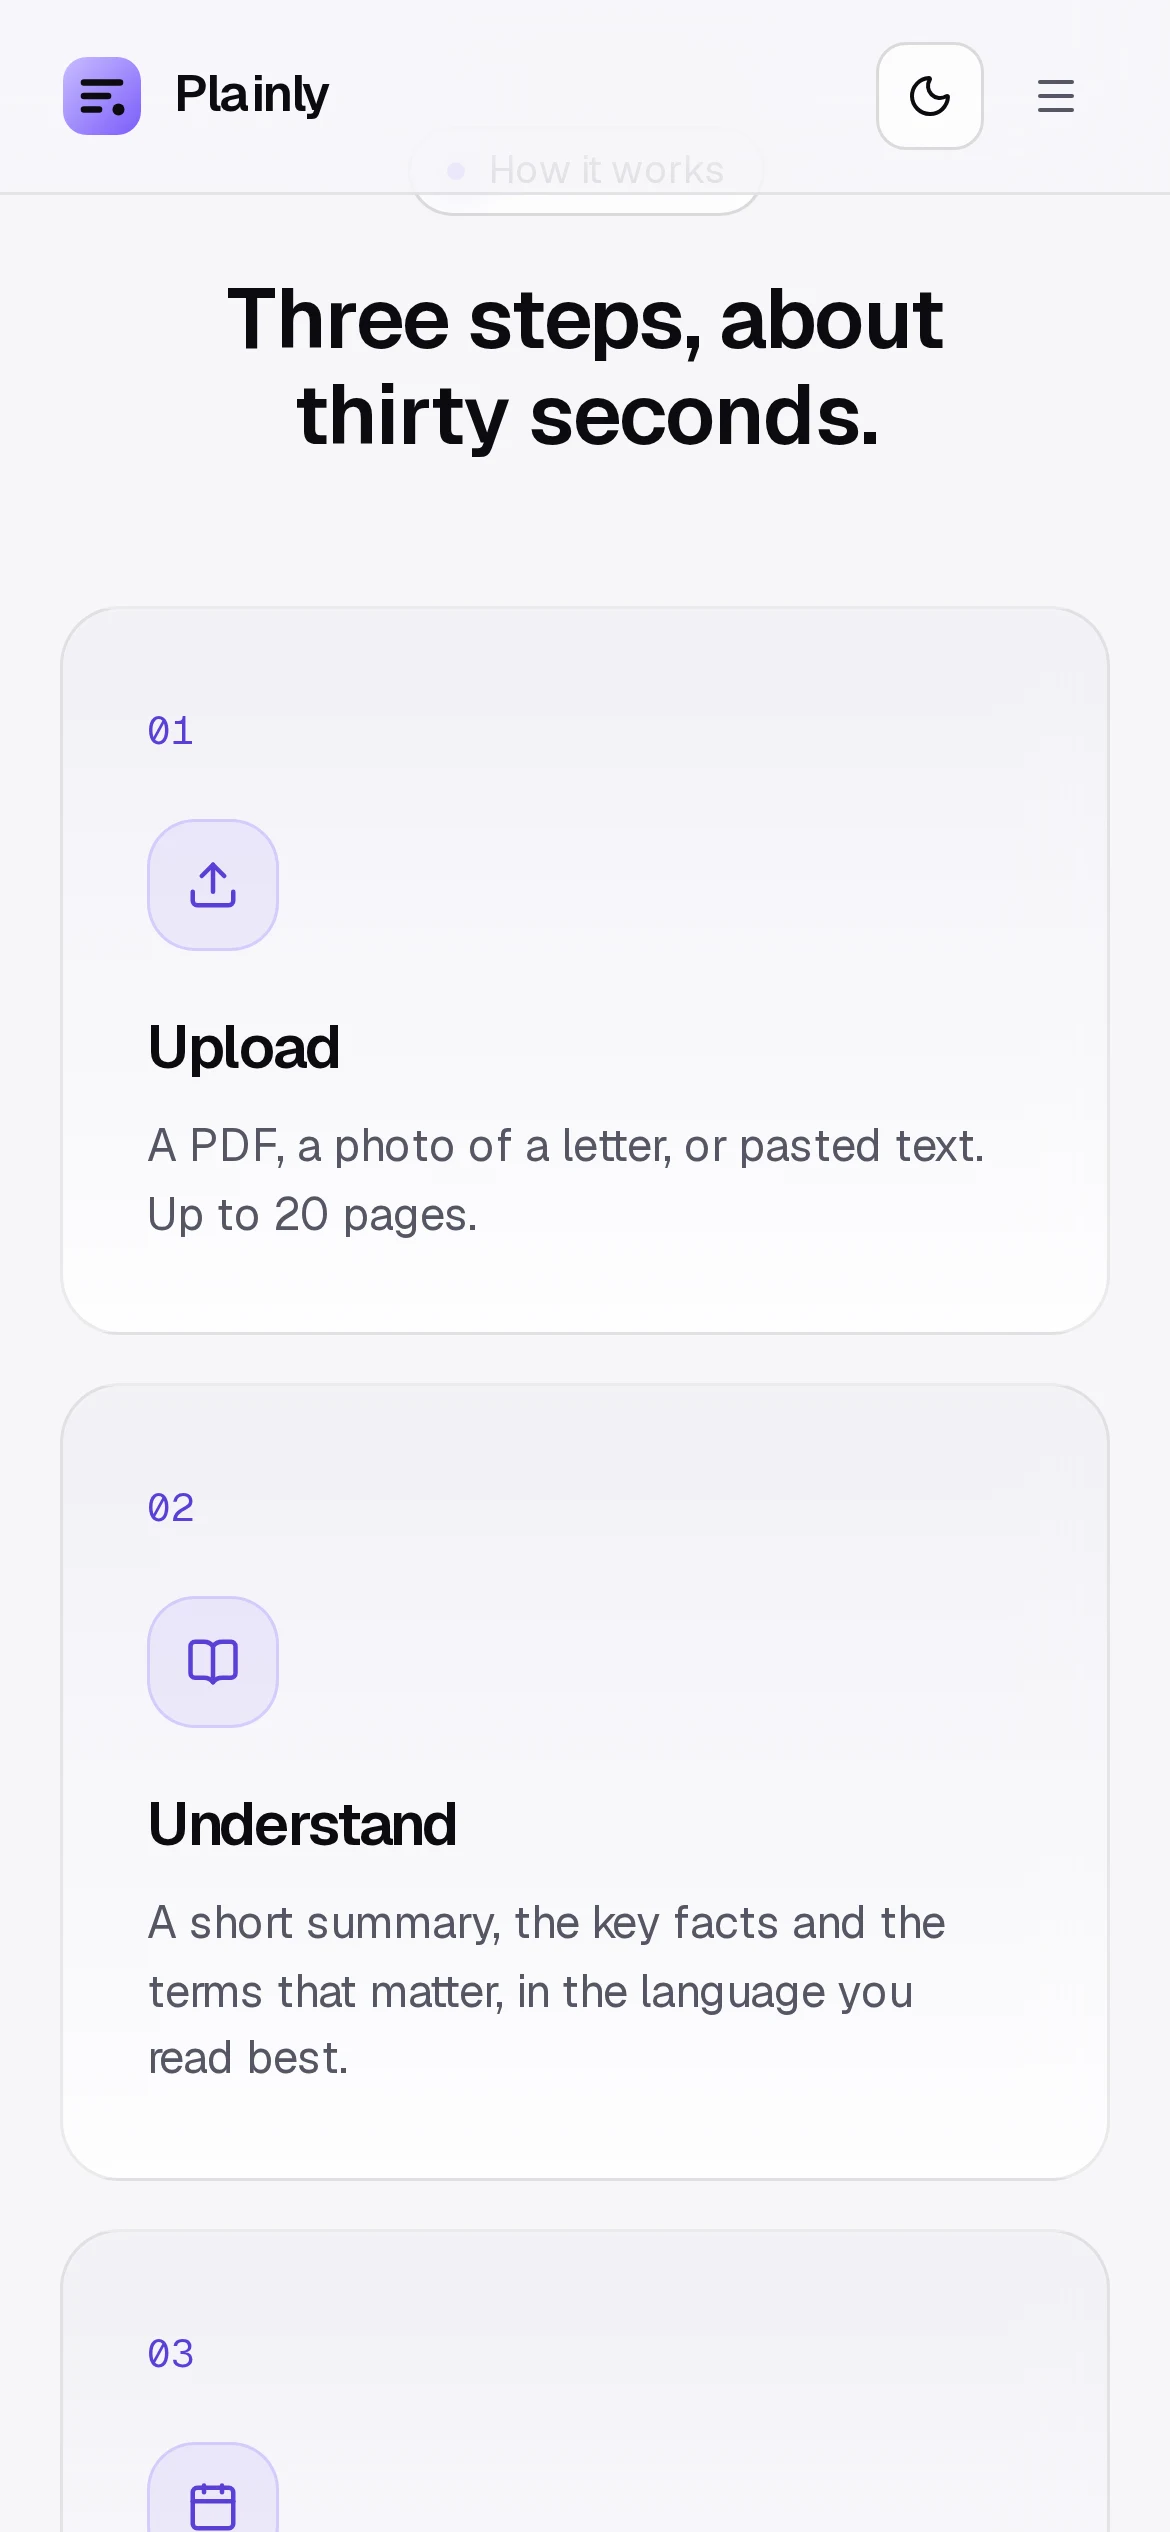 Plainly
How it works
Three steps, about
thirty seconds.
01
Upload
A PDF, a photo of a letter, or pasted text.
Up to 20 pages.
02
Understand
A short summary, the key facts and the
terms that matter, in the language you
read best.
03